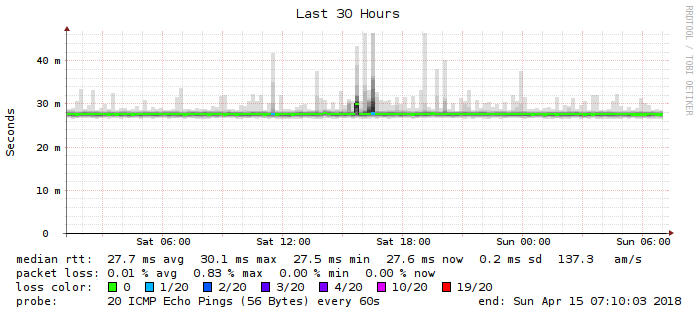 Last 30 Hours
RRDTOOL / TOBI OETIKER
Seconds
40 m
30 m
20 m
10 m
0
Sat 06:00 Sat 12:00 Sat 18:00 Sun 00:00 Sun 06:00
median rtt: 27.7 ms avg 30.1 ms max 27.5 ms min 27.6 ms now 0.2 ms sd 137.3 am/s
packet loss: 0.01 % avg 0.83 % max 0.00 % min 0.00 % now
loss color: 0 1/20 2/20 3/20 4/20 10/20 19/20
probe: 20 ICMP Echo Pings (56 Bytes) every 60s end: Sun Apr 15 07:10:03 2018